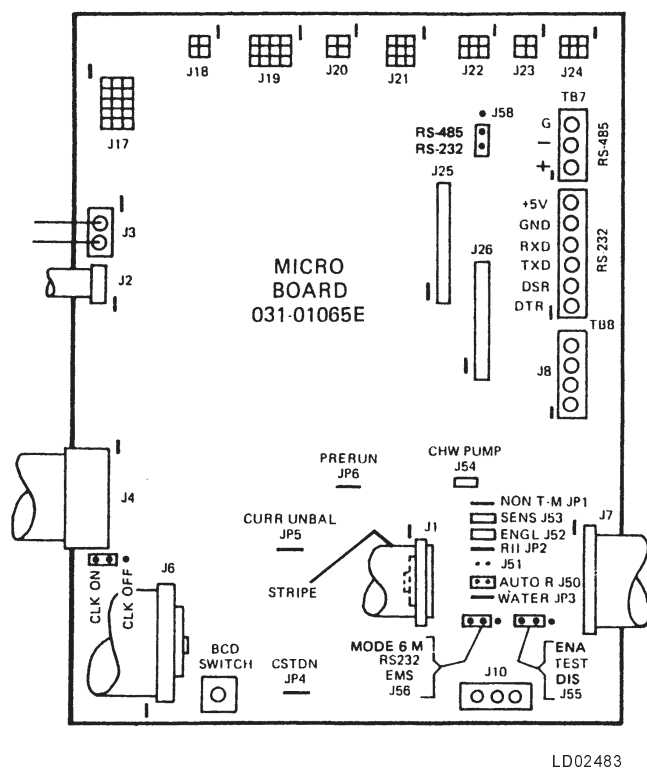 J18
J19
J20
J21
J22
J23
J24
J17
J58
RS-485
RS-232
TB7
G
−
+
RS-485
J25
J3
J2
J26
+5V
GND
RXD
TXD
DSR
DTR
RS 232
TB8
MICRO
BOARD
031-01065E
J8
J4
PRERUN
JP6
CHW PUMP
J54
CURR UNBAL
JP5
NON T-M JP1
SENS J53
ENGL J52
RII JP2
J51
AUTO R J50
WATER JP3
J1
J7
STRIPE
CLK ON
CLK OFF
J6
BCD
SWITCH
CSTDN
JP4
MODE 6 M
RS232
EMS
J56
J10
ENA
TEST
DIS
J55
LD02483